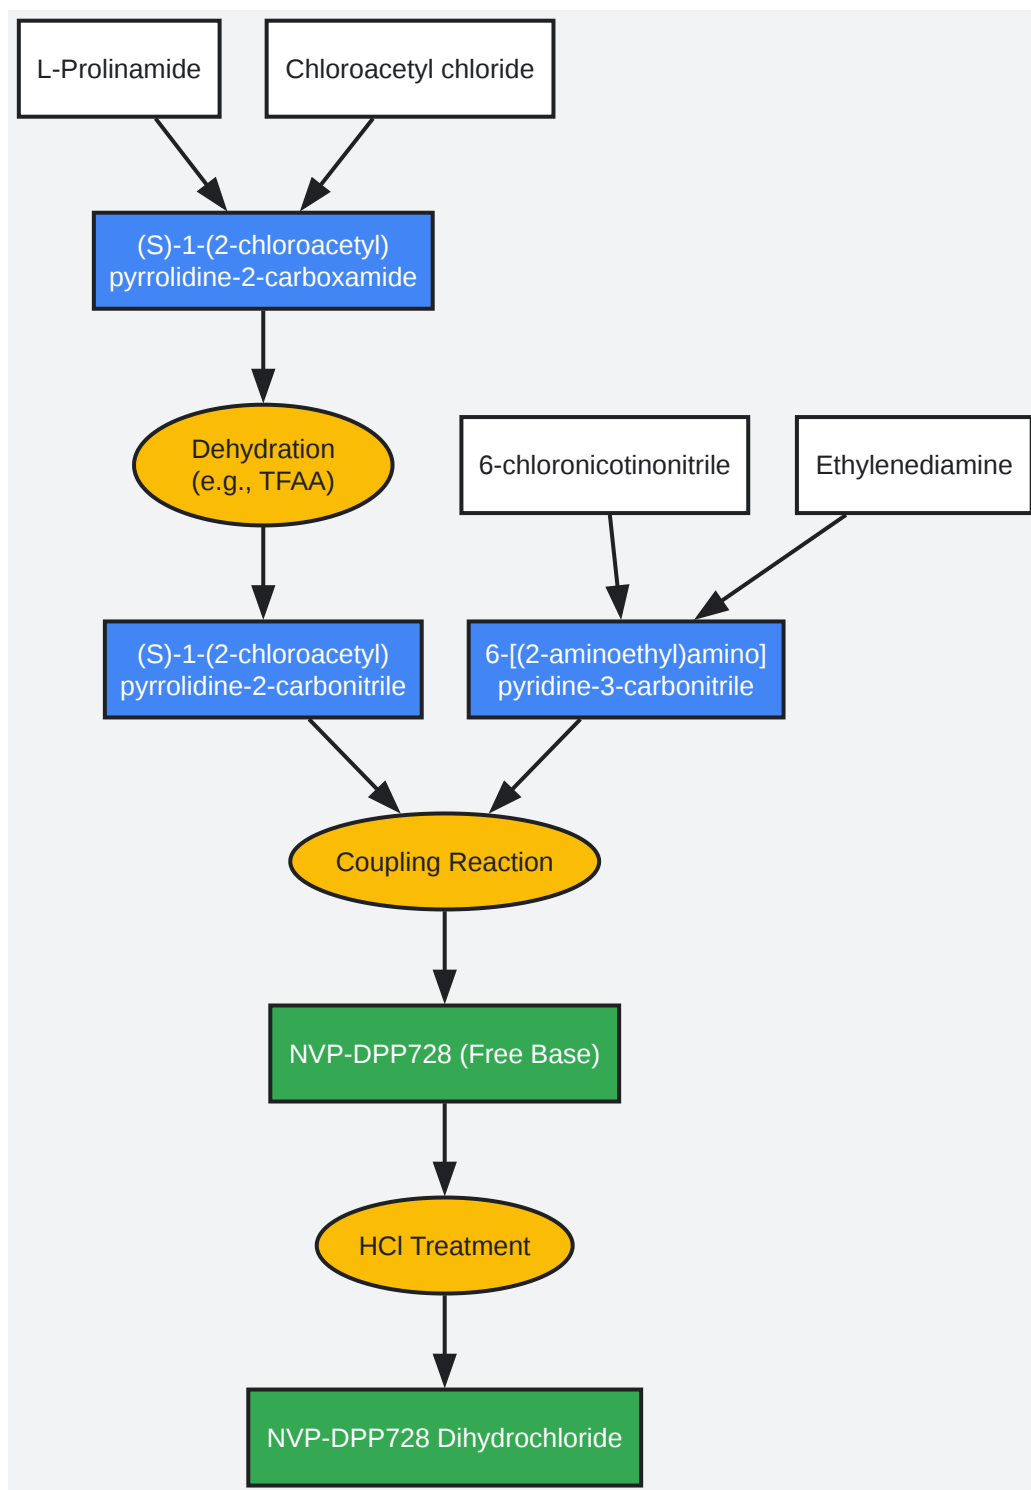 L-Prolinamide
Chloroacetyl chloride
(S)-1-(2-chloroacetyl)
pyrrolidine-2-carboxamide
Dehydration
(e.g., TFAA)
6-chloronicotinonitrile
Ethylenediamine
(S)-1-(2-chloroacetyl)
pyrrolidine-2-carbonitrile
6-[(2-aminoethyl)amino]
pyridine-3-carbonitrile
Coupling Reaction
NVP-DPP728 (Free Base)
HCl Treatment
NVP-DPP728 Dihydrochloride